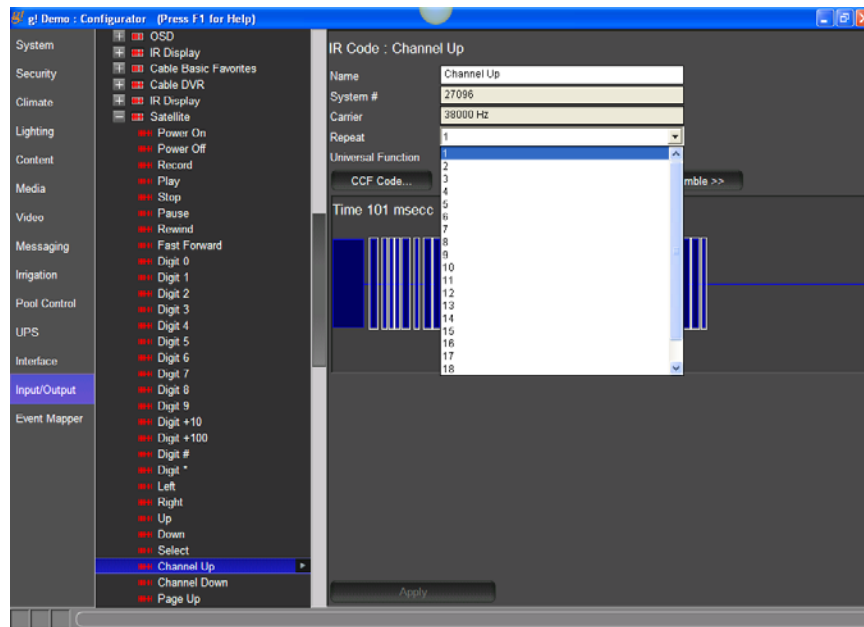 g! Demo : Configurator (Press F1 for Help)
System
Security
Climate
Lighting
Content
Media
Video
Messaging
Irrigation
Pool Control
UPS
Interface
Input/Output
Event Mapper
OSD
IR Display
Cable Basic Favorites
Cable DVR
IR Display
Satellite
Power On
Power Off
Record
Play
Stop
Pause
Rewind
Fast Forward
Digit 0
Digit 1
Digit 2
Digit 3
Digit 4
Digit 5
Digit 6
Digit 7
Digit 8
Digit 9
Digit +10
Digit +100
Digit #
Digit *
Left
Right
Up
Down
Select
Channel Up
Channel Down
Page Up
IR Code : Channel Up
Name Channel Up
System # 27096
Carrier 38000 Hz
Repeat 1
Universal Function
CCF Code... mble >>
Time 101 msecc
1
2
3
4
5
6
7
8
9
10
11
12
13
14
15
16
17
18
Apply